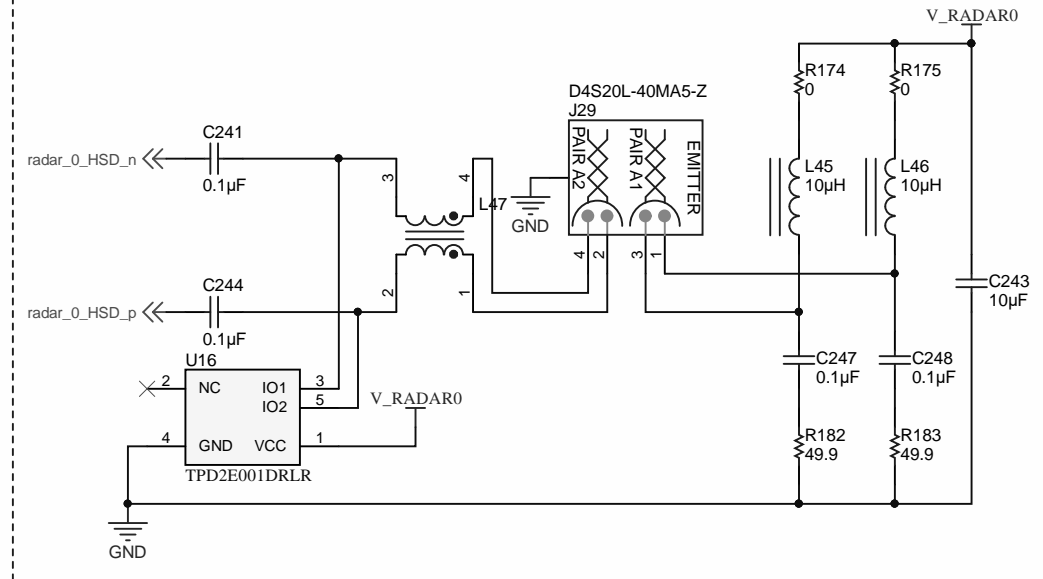 V_RADAR0
R174
0
R175
0
D4S20L-40MA5-Z
J29
PAIR A2
PAIR A1
EMITTER
C241
radar_0_HSD_n
0.1µF
3
4
L47
GND
L45
10µH
L46
10µH
4
2
3
1
C243
10µF
C244
radar_0_HSD_p
0.1µF
2
1
U16
2
NC
IO1
3
IO2
5
V_RADAR0
4
GND
VCC
1
TPD2E001DRLR
C247
0.1µF
C248
0.1µF
R182
49.9
R183
49.9
GND